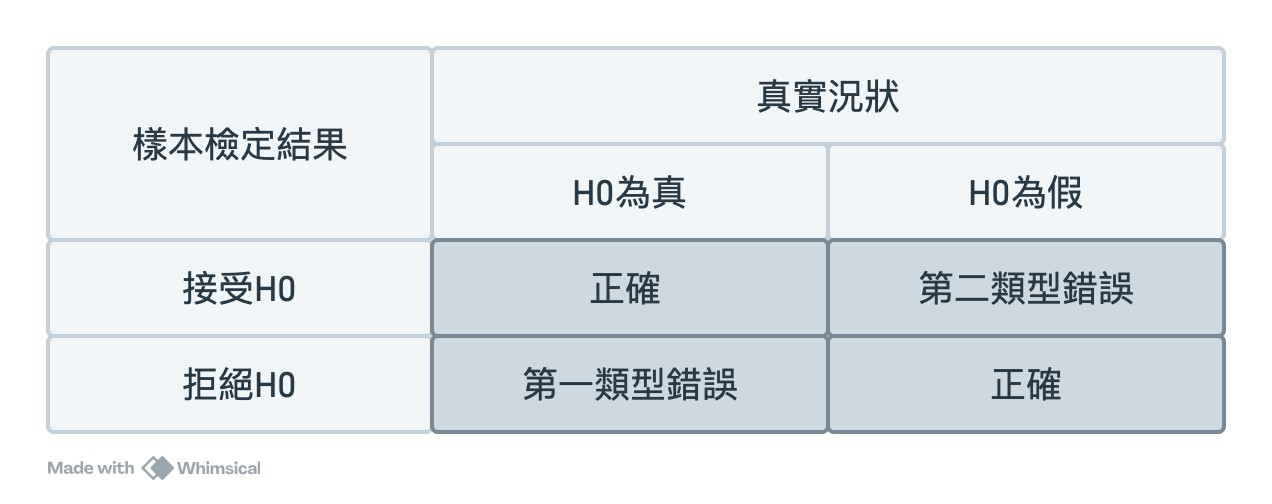 樣本檢定結果
真實況狀
H0為真
H0為假
接受H0
正確
第二類型錯誤
拒絕H0
第一類型錯誤
正確
Made with Whimsical